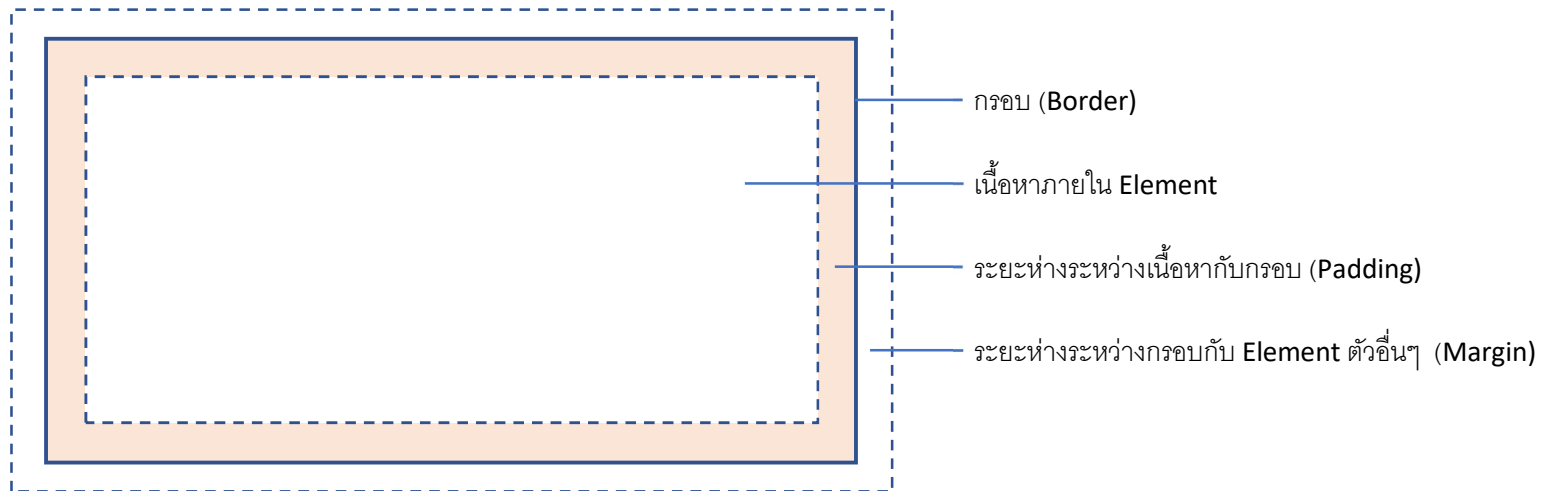 กรอบ (Border)
เนื้อหาภายใน Element
ระยะห่างระหว่างเนื้อหากับกรอบ (Padding)
ระยะห่างระหว่างกรอบกับ Element ตัวอื่นๆ (Margin)